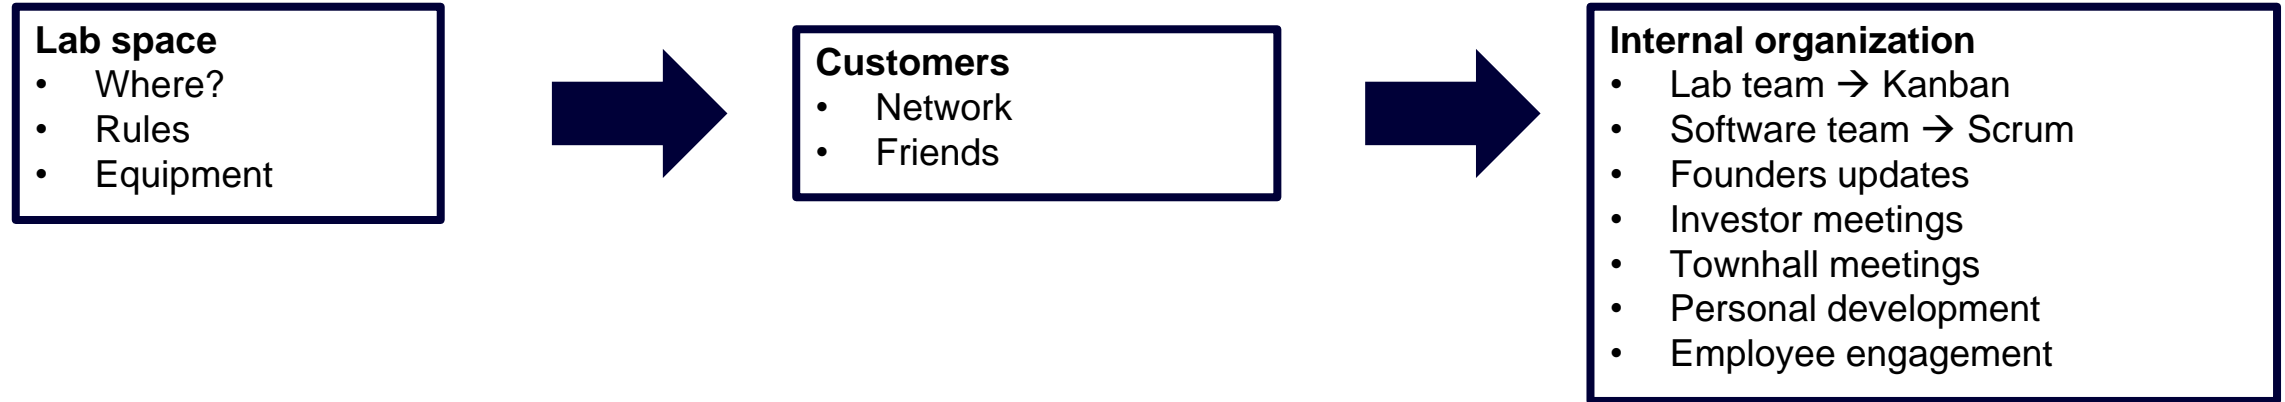 Lab space
• Where?
• Rules
• Equipment
Customers
• Network
• Friends
Internal organization
• Lab team → Kanban
• Software team → Scrum
• Founders updates
• Investor meetings
• Townhall meetings
• Personal development
• Employee engagement